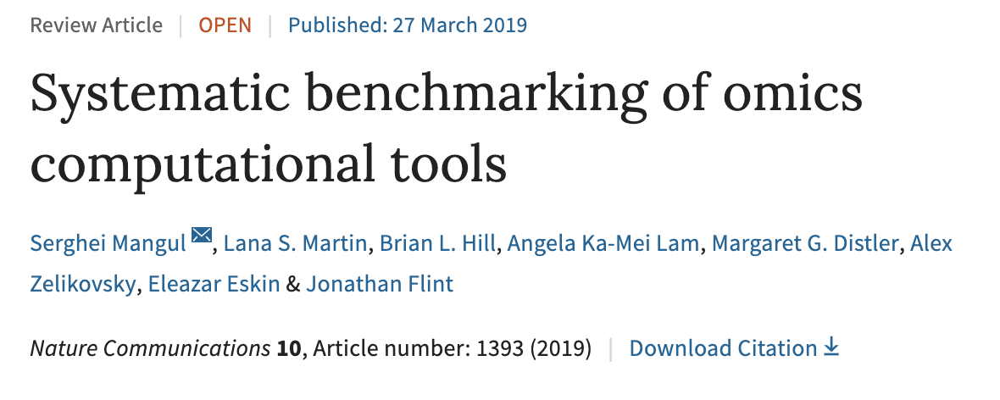 Review Article | OPEN | Published: 27 March 2019
Systematic benchmarking of omics
computational tools
Serghei Mangul, Lana S. Martin, Brian L. Hill, Angela Ka-Mei Lam, Margaret G. Distler, Alex
Zelikovsky, Eleazar Eskin & Jonathan Flint
Nature Communications 10, Article number: 1393 (2019) | Download Citation